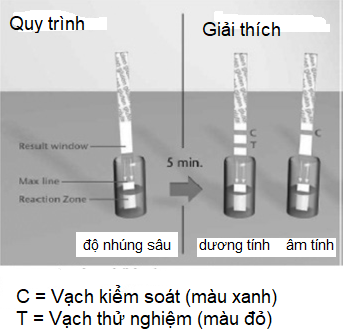 Quy trình
Giải thích
C
T
C
Result window
5 min.
Max line
Reaction Zone
độ nhúng sâu
dương tính
âm tính
C = Vạch kiểm soát (màu xanh)
T = Vạch thử nghiệm (màu đỏ)